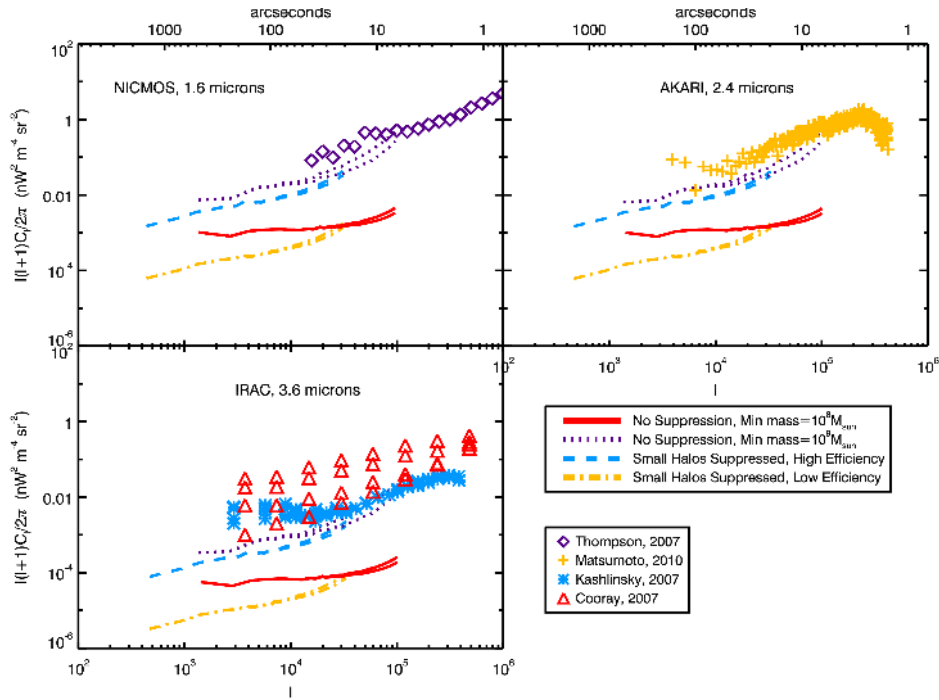 arcseconds
1000 100 10 1
arcseconds
1000 100 10 1
10²
1
0.01
10⁻⁴
10⁻⁶
l(l+1)Cₗ/2π (nW² m⁻⁴ sr⁻²)
NICMOS, 1.6 microns
AKARI, 2.4 microns
10² 10³ 10⁴ 10⁵ 10⁶
l
10²
1
0.01
10⁻⁴
10⁻⁶
l(l+1)Cₗ/2π (nW² m⁻⁴ sr⁻²)
IRAC, 3.6 microns
10² 10³ 10⁴ 10⁵ 10⁶
l
No Suppression, Min mass=10⁸M_sun
No Suppression, Min mass=10⁹M_sun
Small Halos Suppressed, High Efficiency
Small Halos Suppressed, Low Efficiency
Thompson, 2007
Matsumoto, 2010
Kashlinsky, 2007
Cooray, 2007